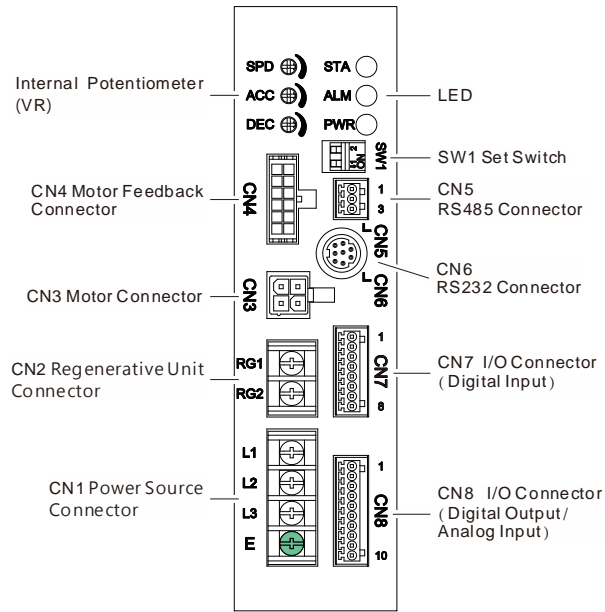 SPD STA
ACC ALM
DEC PWR
Internal Potentiometer
(VR)
LED
SW1
1 2
ON
SW1 Set Switch
CN4 Motor Feedback
Connector
CN4
1
3
CN5
CN5
RS485 Connector
CN6
CN6
RS232 Connector
CN3 Motor Connector
CN3
CN2 Regenerative Unit
Connector
RG1
RG2
1
CN7
8
CN7 I/O Connector
(Digital Input)
CN1 Power Source
Connector
L1
L2
L3
E
1
CN8
10
CN8 I/O Connector
(Digital Output/
Analog Input)